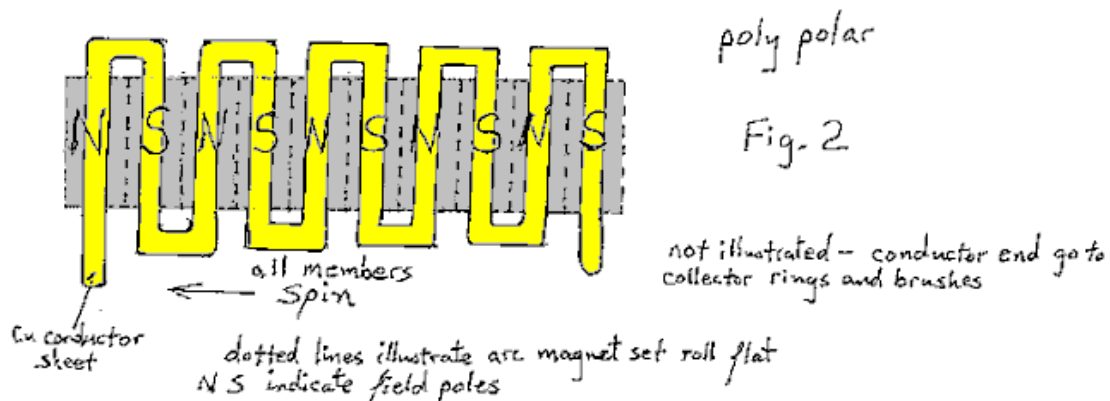 poly polar
Fig. 2
N S N S N S N S N S
all members
Spin
not illustrated - conductor end go to
collector rings and brushes
Cu conductor
sheet
dotted lines illustrate arc magnet set roll flat
N S indicate field poles